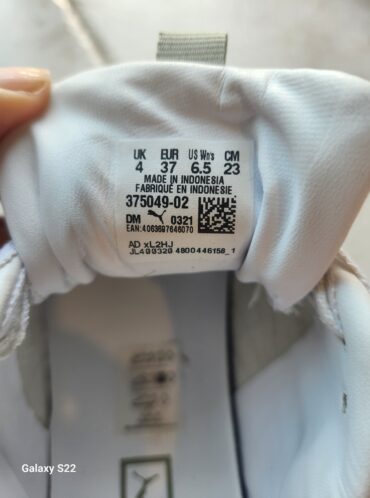 UK EUR US Wn's CM
4 37 6.5 23
MADE IN INDONESIA
FABRIQUÉ EN INDONESIE
375049-02
DM 0321
EAN:4063697646070
AD xL2HJ
JL499320 4800446158_1
Galaxy S22